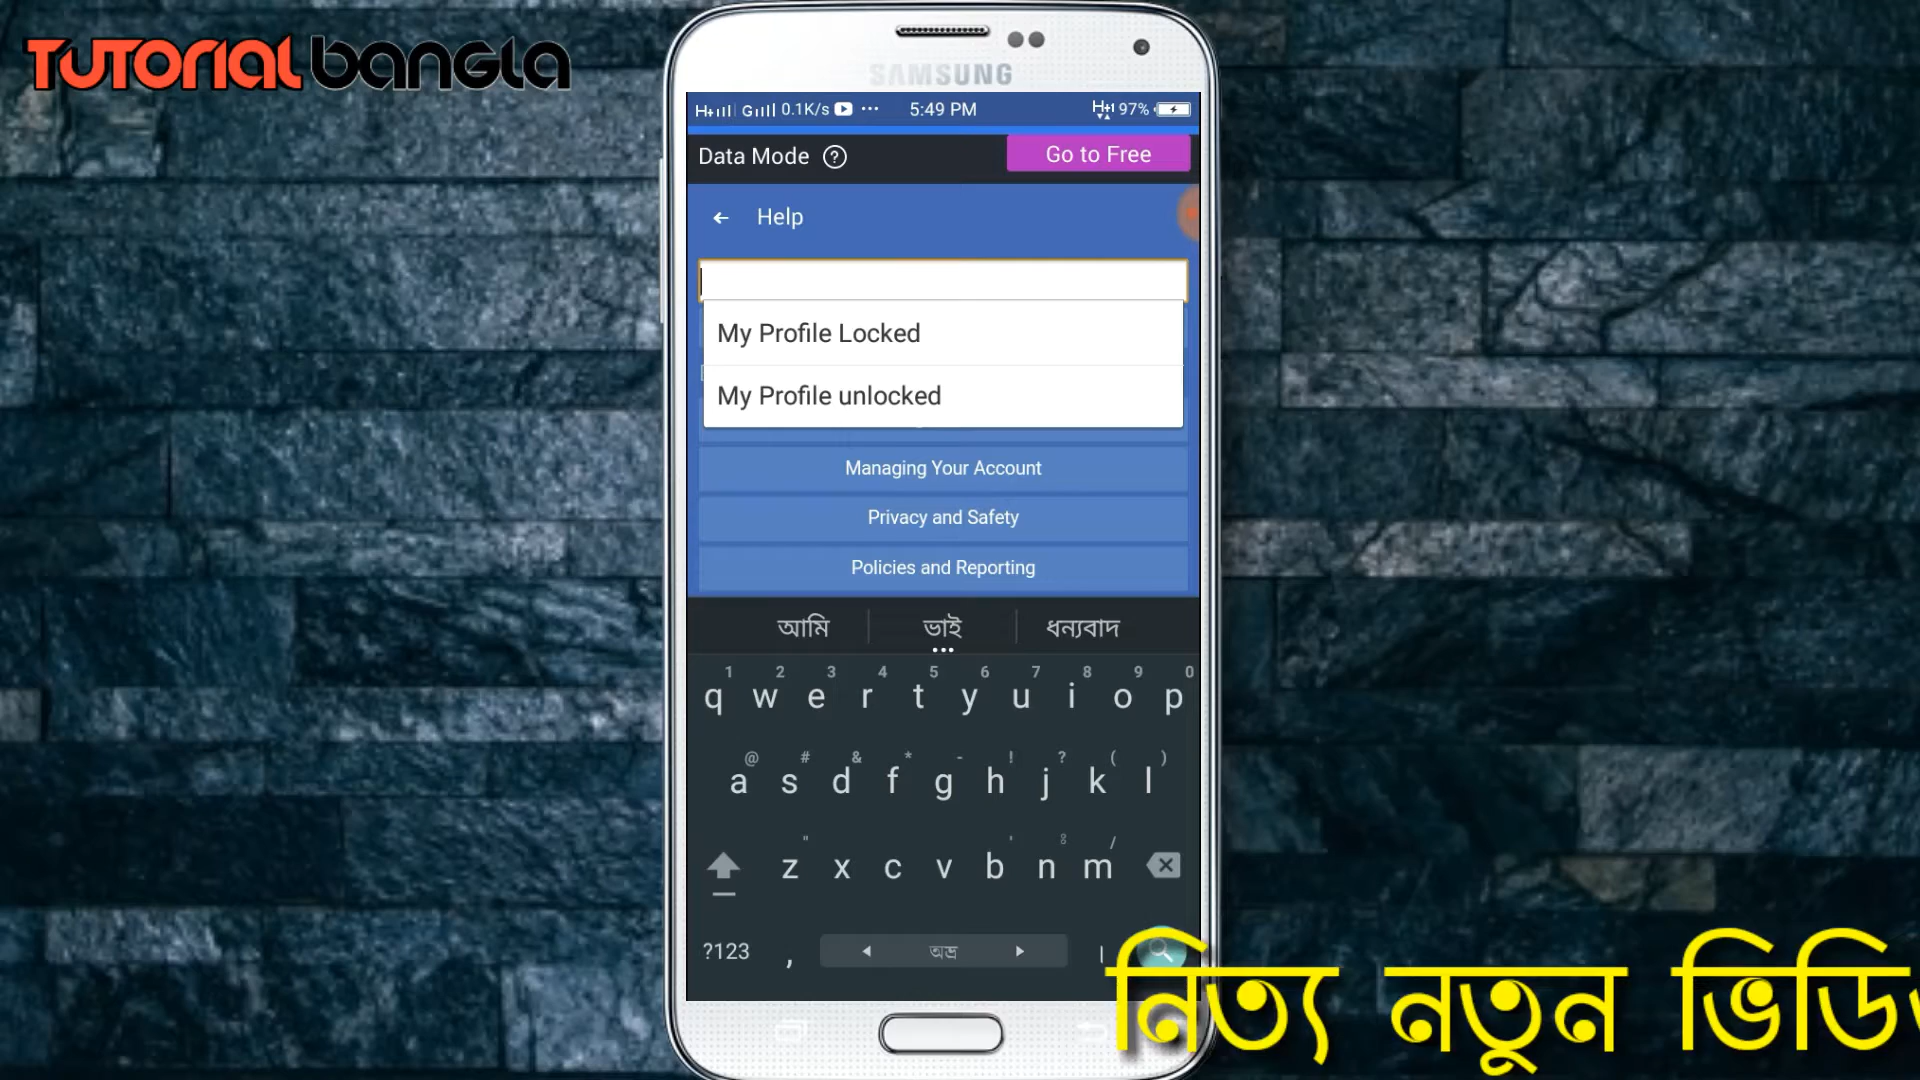 TUTORIAL bangla
SAMSUNG
0.1K/s 5:49 PM 97%
Data Mode ? Go to Free
Help
My Profile Locked
My Profile unlocked
Managing Your Account
Privacy and Safety
Policies and Reporting
আমি ভাই ধন্যবাদ
1 2 3 4 5 6 7 8 9 0
q w e r t y u i o p
@ # & * - ! ? ( )
a s d f g h j k l
z x c v b n m
?123 , অভ্র ।
নিত্য নতুন